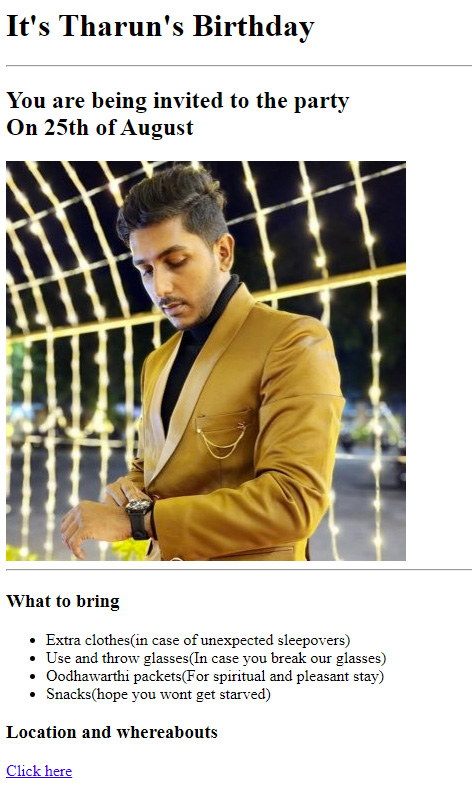 It's Tharun's Birthday
You are being invited to the party
On 25th of August
What to bring
Extra clothes(in case of unexpected sleepovers)
Use and throw glasses(In case you break our glasses)
Oodhawarthi packets(For spiritual and pleasant stay)
Snacks(hope you wont get starved)
Location and whereabouts
Click here